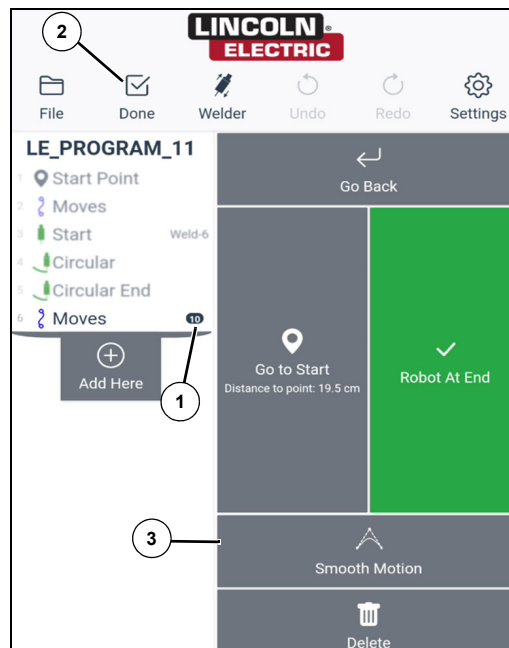 2
LINCOLN
ELECTRIC
File Done Welder Undo Redo Settings
LE_PROGRAM_11
1 Start Point
2 Moves
3 Start Weld-6
4 Circular
5 Circular End
6 Moves 10
Add Here
1
Go Back
Go to Start
Distance to point: 19.5 cm
Robot At End
3
Smooth Motion
Delete